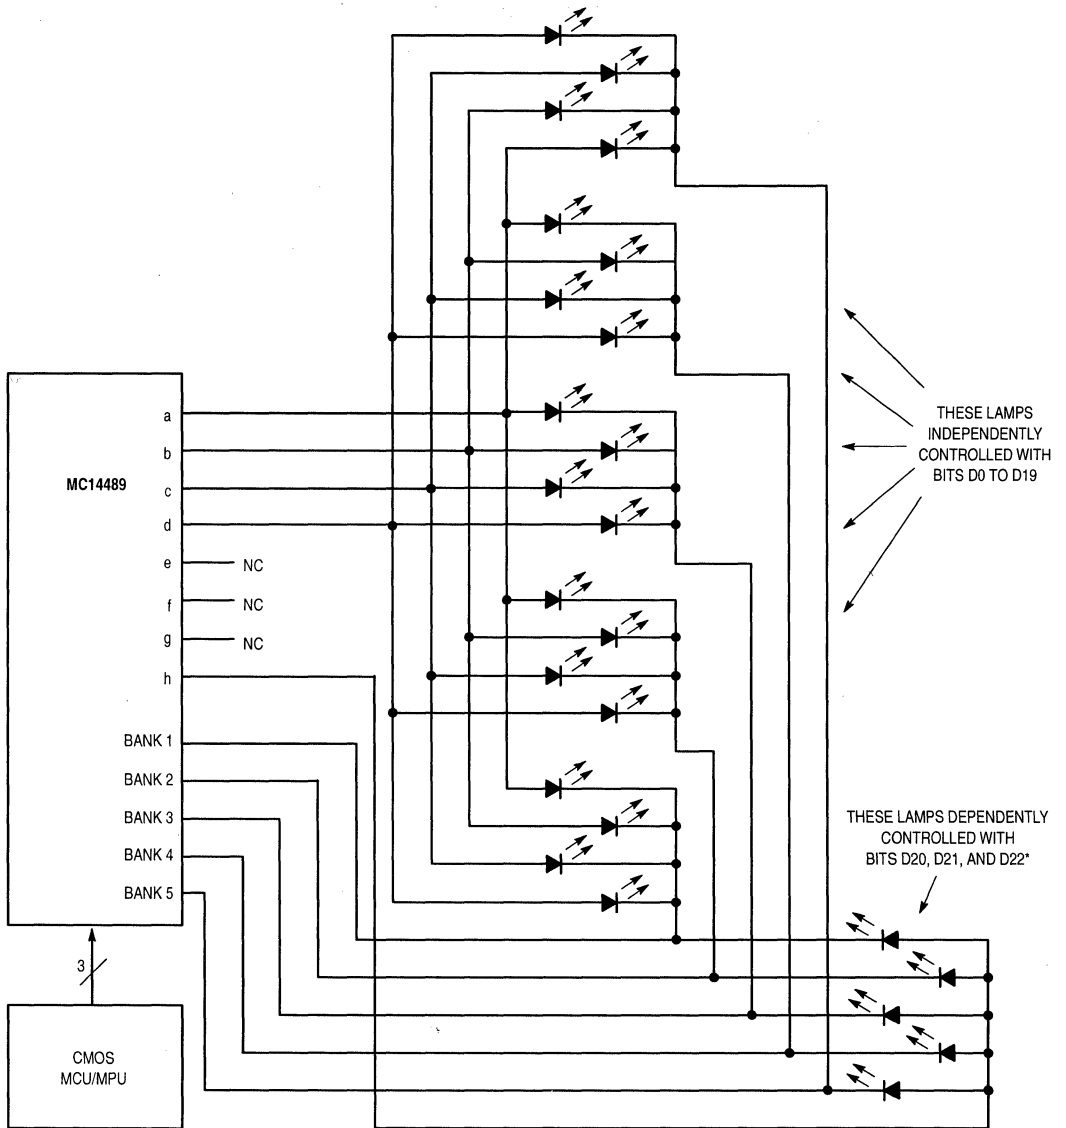 a
b
MC14489
c
d
e
NC
f
NC
g
NC
h
BANK 1
BANK 2
BANK 3
BANK 4
BANK 5
3
CMOS
MCU/MPU
THESE LAMPS
INDEPENDENTLY
CONTROLLED WITH
BITS D0 TO D19
THESE LAMPS DEPENDENTLY
CONTROLLED WITH
BITS D20, D21, AND D22*